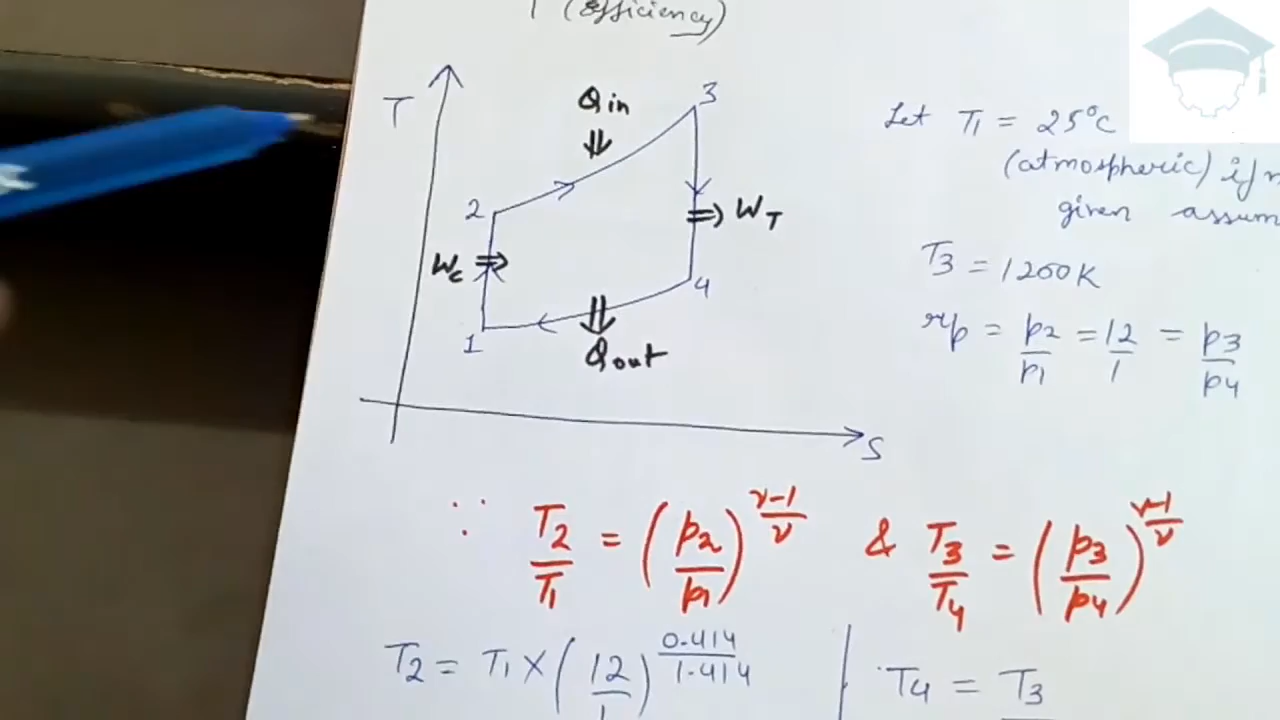 (Efficiency)
T
Qin
⇓
3
2
⇒ WT
Wc ⇒
4
1
⇓
Qout
S
Let T1 = 25°C
(atmospheric) if n
given assum
T3 = 1200K
rp = p2/p1 = 12/1 = p3/p4
∵ T2/T1 = (p2/p1)^(γ-1/γ) & T3/T4 = (p3/p4)^(γ-1/γ)
T2 = T1 × (12/1)^(0.414/1.414)
T4 = T3